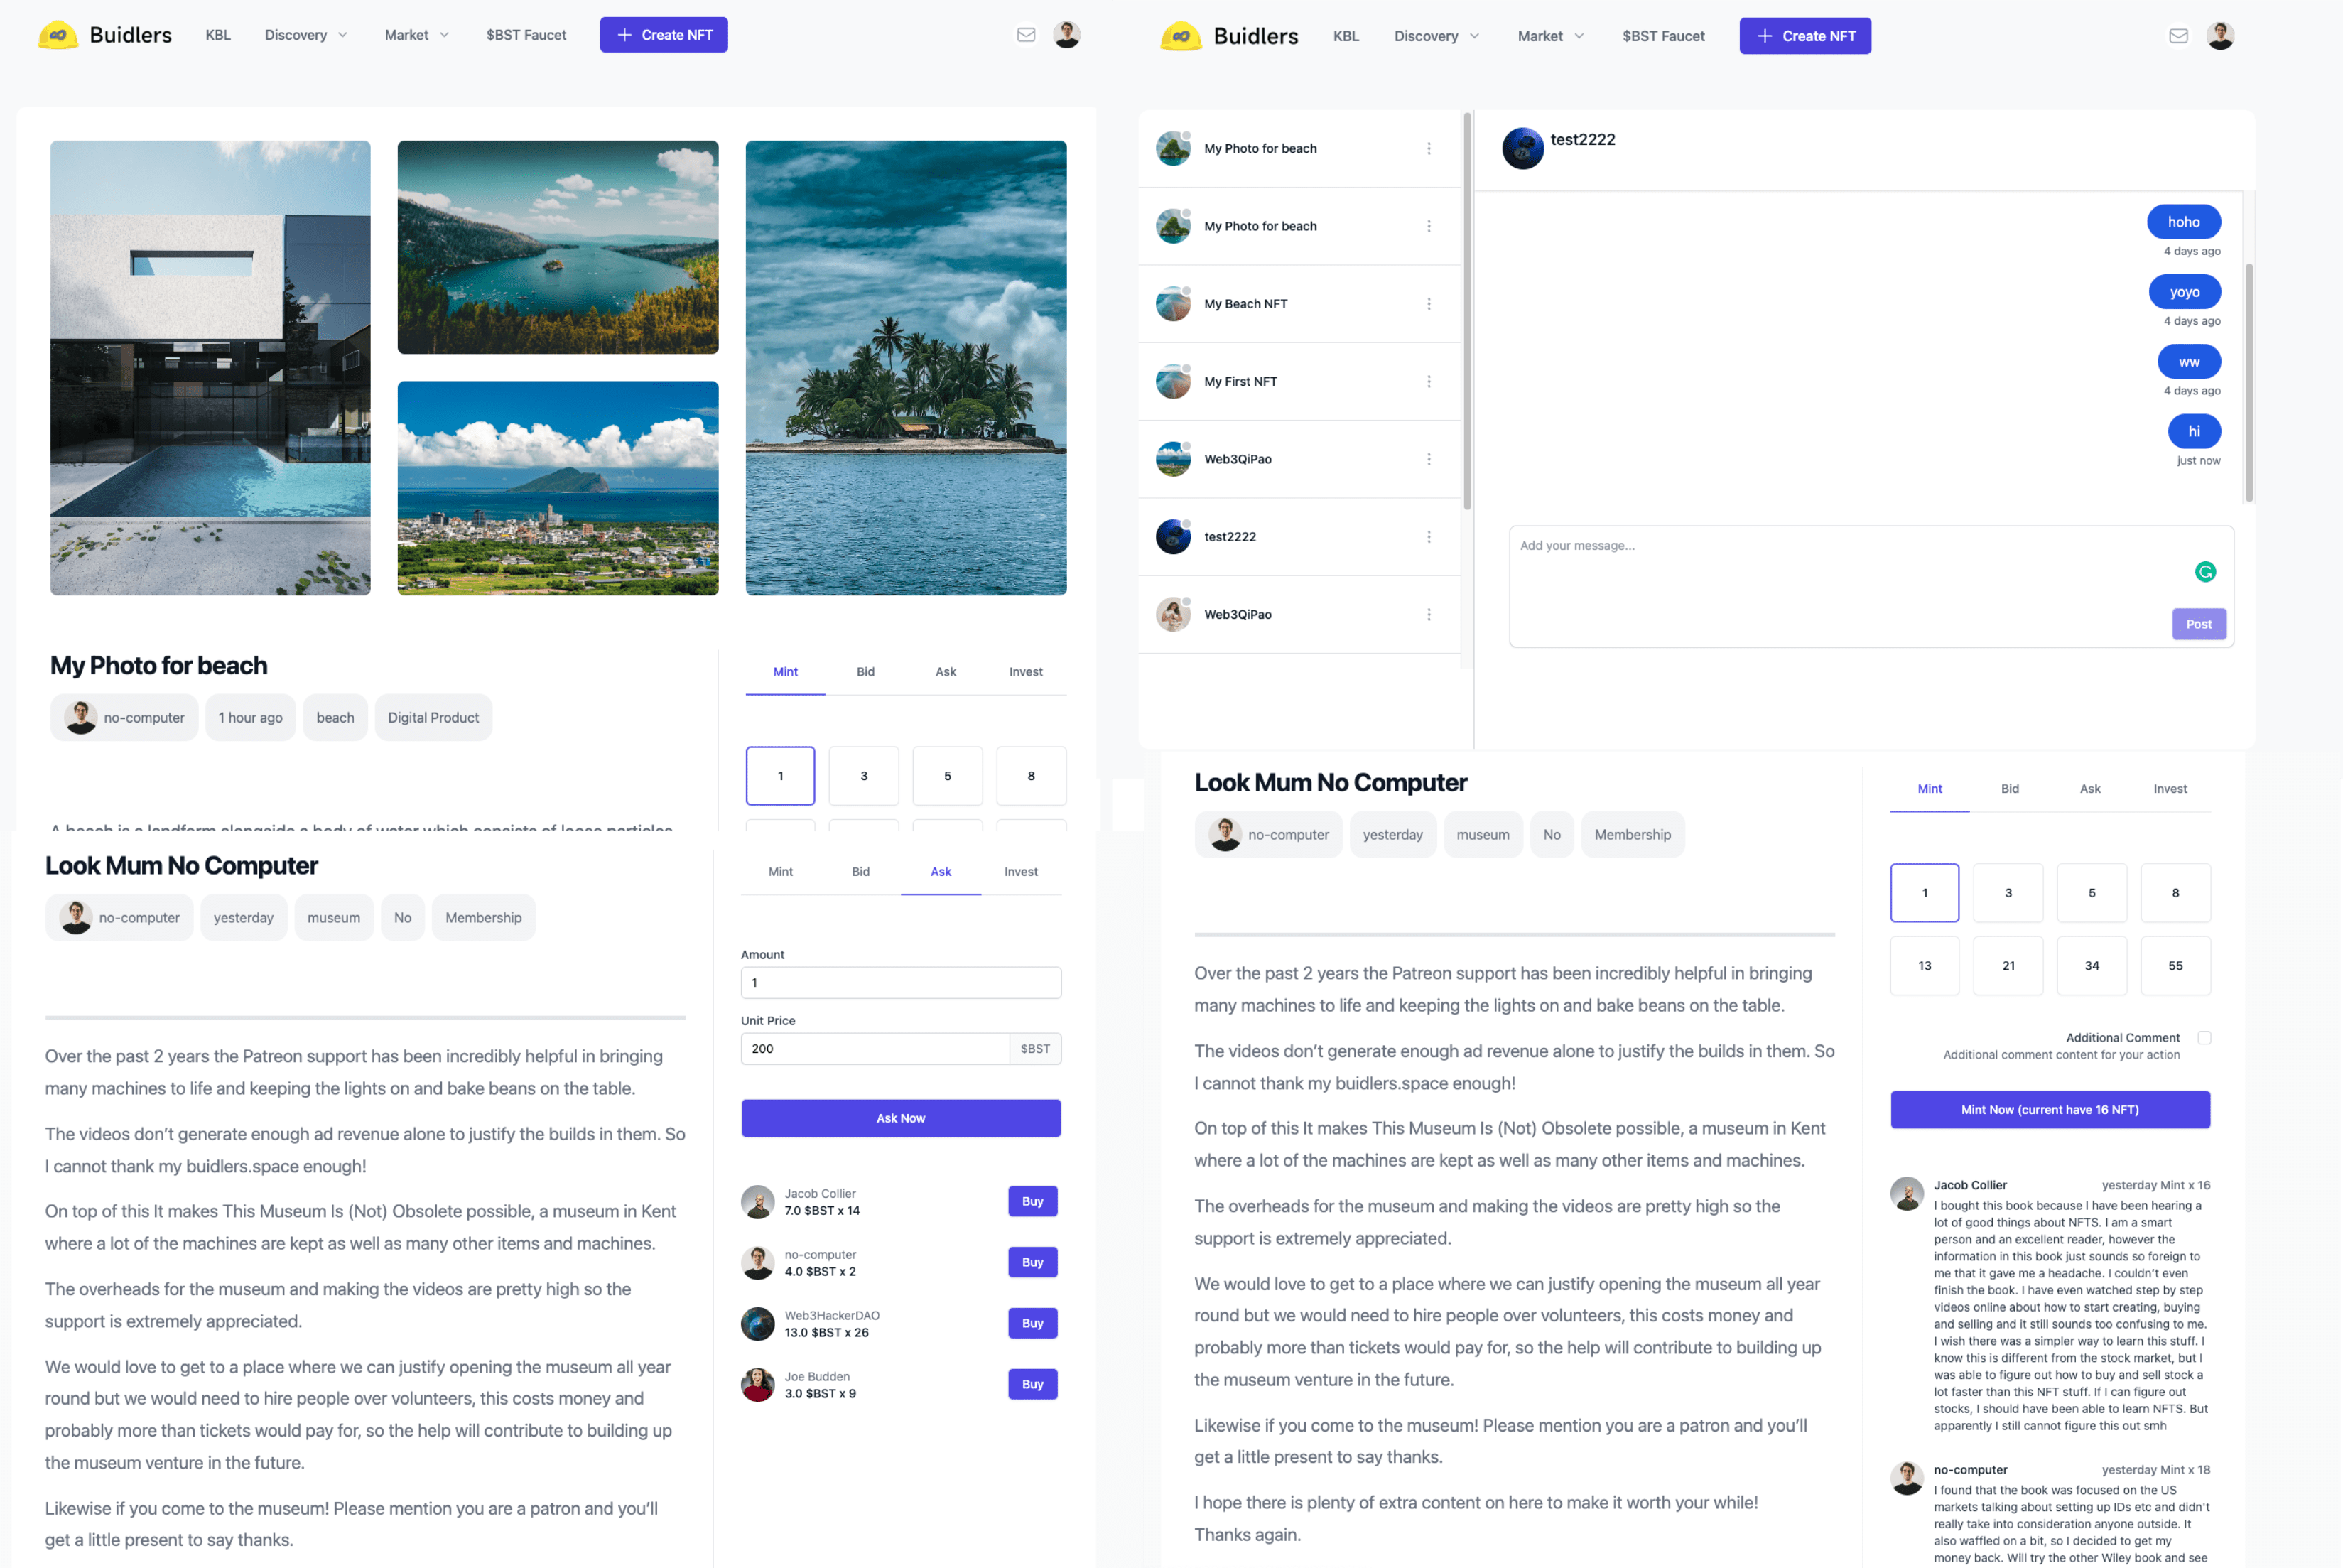 Buidlers
KBL
Discovery
Market
$BST Faucet
Create NFT
My Photo for beach
no-computer
1 hour ago
beach
Digital Product
Mint
Bid
Ask
Invest
1
3
5
8
A beach is a landform alongside a body of water which consists of loose particles.
Look Mum No Computer
no-computer
yesterday
museum
No
Membership
Over the past 2 years the Patreon support has been incredibly helpful in bringing
many machines to life and keeping the lights on and bake beans on the table.
The videos don’t generate enough ad revenue alone to justify the builds in them. So
I cannot thank my buidlers.space enough!
On top of this It makes This Museum Is (Not) Obsolete possible, a museum in Kent
where a lot of the machines are kept as well as many other items and machines.
The overheads for the museum and making the videos are pretty high so the
support is extremely appreciated.
We would love to get to a place where we can justify opening the museum all year
round but we would need to hire people over volunteers, this costs money and
probably more than tickets would pay for, so the help will contribute to building up
the museum venture in the future.
Likewise if you come to the museum! Please mention you are a patron and you’ll
get a little present to say thanks.
Mint
Bid
Ask
Invest
Amount
1
Unit Price
200
$BST
Ask Now
Jacob Collier
7.0 $BST x 14
Buy
no-computer
4.0 $BST x 2
Buy
Web3HackerDAO
13.0 $BST x 26
Buy
Joe Budden
3.0 $BST x 9
Buy
Buidlers
KBL
Discovery
Market
$BST Faucet
Create NFT
My Photo for beach
My Photo for beach
My Beach NFT
My First NFT
Web3QiPao
test2222
Web3QiPao
test2222
hoho
4 days ago
yoyo
4 days ago
ww
4 days ago
hi
just now
Add your message...
Post
Look Mum No Computer
no-computer
yesterday
museum
No
Membership
Over the past 2 years the Patreon support has been incredibly helpful in bringing
many machines to life and keeping the lights on and bake beans on the table.
The videos don’t generate enough ad revenue alone to justify the builds in them. So
I cannot thank my buidlers.space enough!
On top of this It makes This Museum Is (Not) Obsolete possible, a museum in Kent
where a lot of the machines are kept as well as many other items and machines.
The overheads for the museum and making the videos are pretty high so the
support is extremely appreciated.
We would love to get to a place where we can justify opening the museum all year
round but we would need to hire people over volunteers, this costs money and
probably more than tickets would pay for, so the help will contribute to building up
the museum venture in the future.
Likewise if you come to the museum! Please mention you are a patron and you’ll
get a little present to say thanks.
I hope there is plenty of extra content on here to make it worth your while!
Thanks again.
Mint
Bid
Ask
Invest
1
3
5
8
13
21
34
55
Additional Comment
Additional comment content for your action
Mint Now (current have 16 NFT)
Jacob Collier
yesterday Mint x 16
I bought this book because I have been hearing a
lot of good things about NFTS. I am a smart
person and an excellent reader, however the
information in this book just sounds so foreign to
me that it gave me a headache. I couldn’t even
finish the book. I have even watched step by step
videos online about how to start creating, buying
and selling and it still sounds too confusing to me.
I wish there was a simpler way to learn this stuff. I
know this is different from the stock market, but I
was able to figure out how to buy and sell stock a
lot faster than this NFT stuff. If I can figure out
stocks, I should have been able to learn NFTS. But
apparently I still cannot figure this out smh
no-computer
yesterday Mint x 18
I found that the book was focused on the US
markets talking about setting up IDs etc and didn't
really take into consideration anyone outside. It
also waffled on a bit, so I decided to get my
money back. Will try the other Wiley book and see